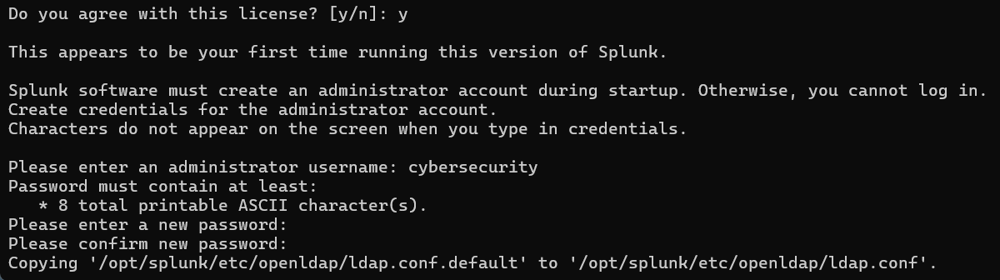 Do you agree with this license? [y/n]: y
This appears to be your first time running this version of Splunk.
Splunk software must create an administrator account during startup. Otherwise, you cannot log in.
Create credentials for the administrator account.
Characters do not appear on the screen when you type in credentials.
Please enter an administrator username: cybersecurity
Password must contain at least:
   * 8 total printable ASCII character(s).
Please enter a new password:
Please confirm new password:
Copying '/opt/splunk/etc/openldap/ldap.conf.default' to '/opt/splunk/etc/openldap/ldap.conf'.